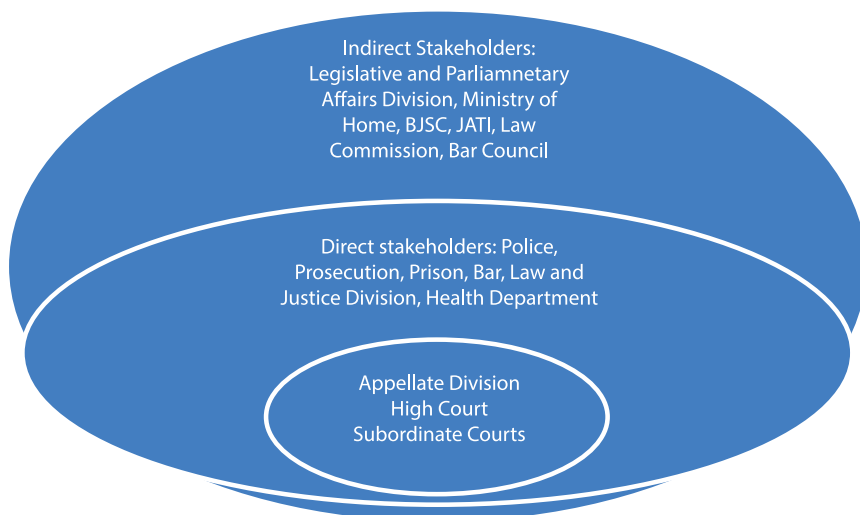 Indirect Stakeholders:
Legislative and Parliamnetary
Affairs Division, Ministry of
Home, BJSC, JATI, Law
Commission, Bar Council
Direct stakeholders: Police,
Prosecution, Prison, Bar, Law and
Justice Division, Health Department
Appellate Division
High Court
Subordinate Courts